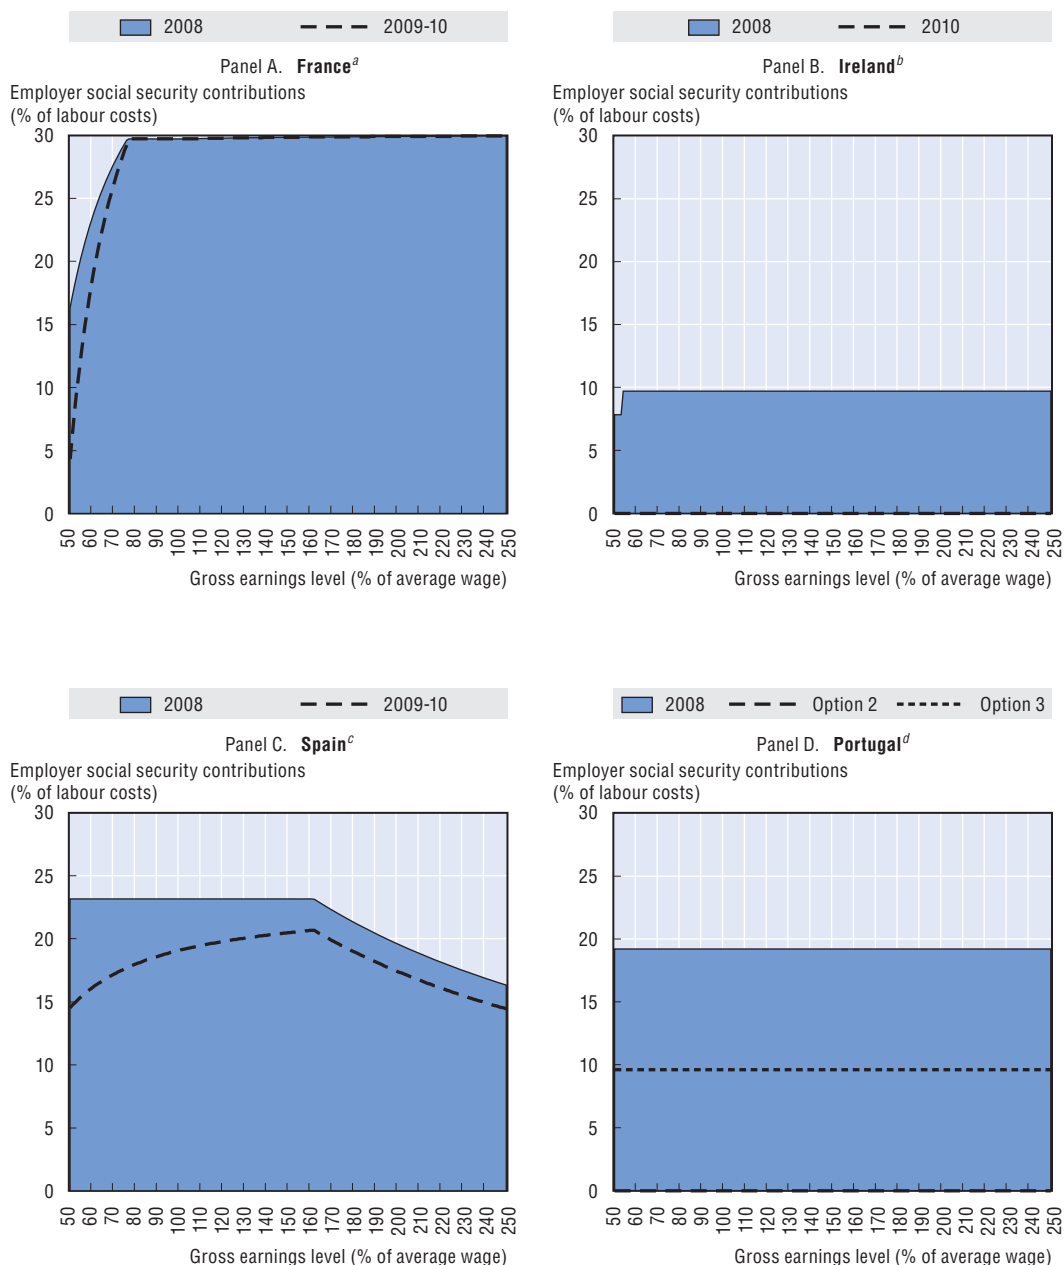 2008 2009-10
Panel A. France^a
Employer social security contributions
(% of labour costs)
30
25
20
15
10
5
0
50 60 70 80 90 100 110 120 130 140 150 160 170 180 190 200 210 220 230 240 250
Gross earnings level (% of average wage)
2008 2010
Panel B. Ireland^b
Employer social security contributions
(% of labour costs)
30
25
20
15
10
5
0
50 60 70 80 90 100 110 120 130 140 150 160 170 180 190 200 210 220 230 240 250
Gross earnings level (% of average wage)
2008 2009-10
Panel C. Spain^c
Employer social security contributions
(% of labour costs)
30
25
20
15
10
5
0
50 60 70 80 90 100 110 120 130 140 150 160 170 180 190 200 210 220 230 240 250
Gross earnings level (% of average wage)
2008 Option 2 Option 3
Panel D. Portugal^d
Employer social security contributions
(% of labour costs)
30
25
20
15
10
5
0
50 60 70 80 90 100 110 120 130 140 150 160 170 180 190 200 210 220 230 240 250
Gross earnings level (% of average wage)